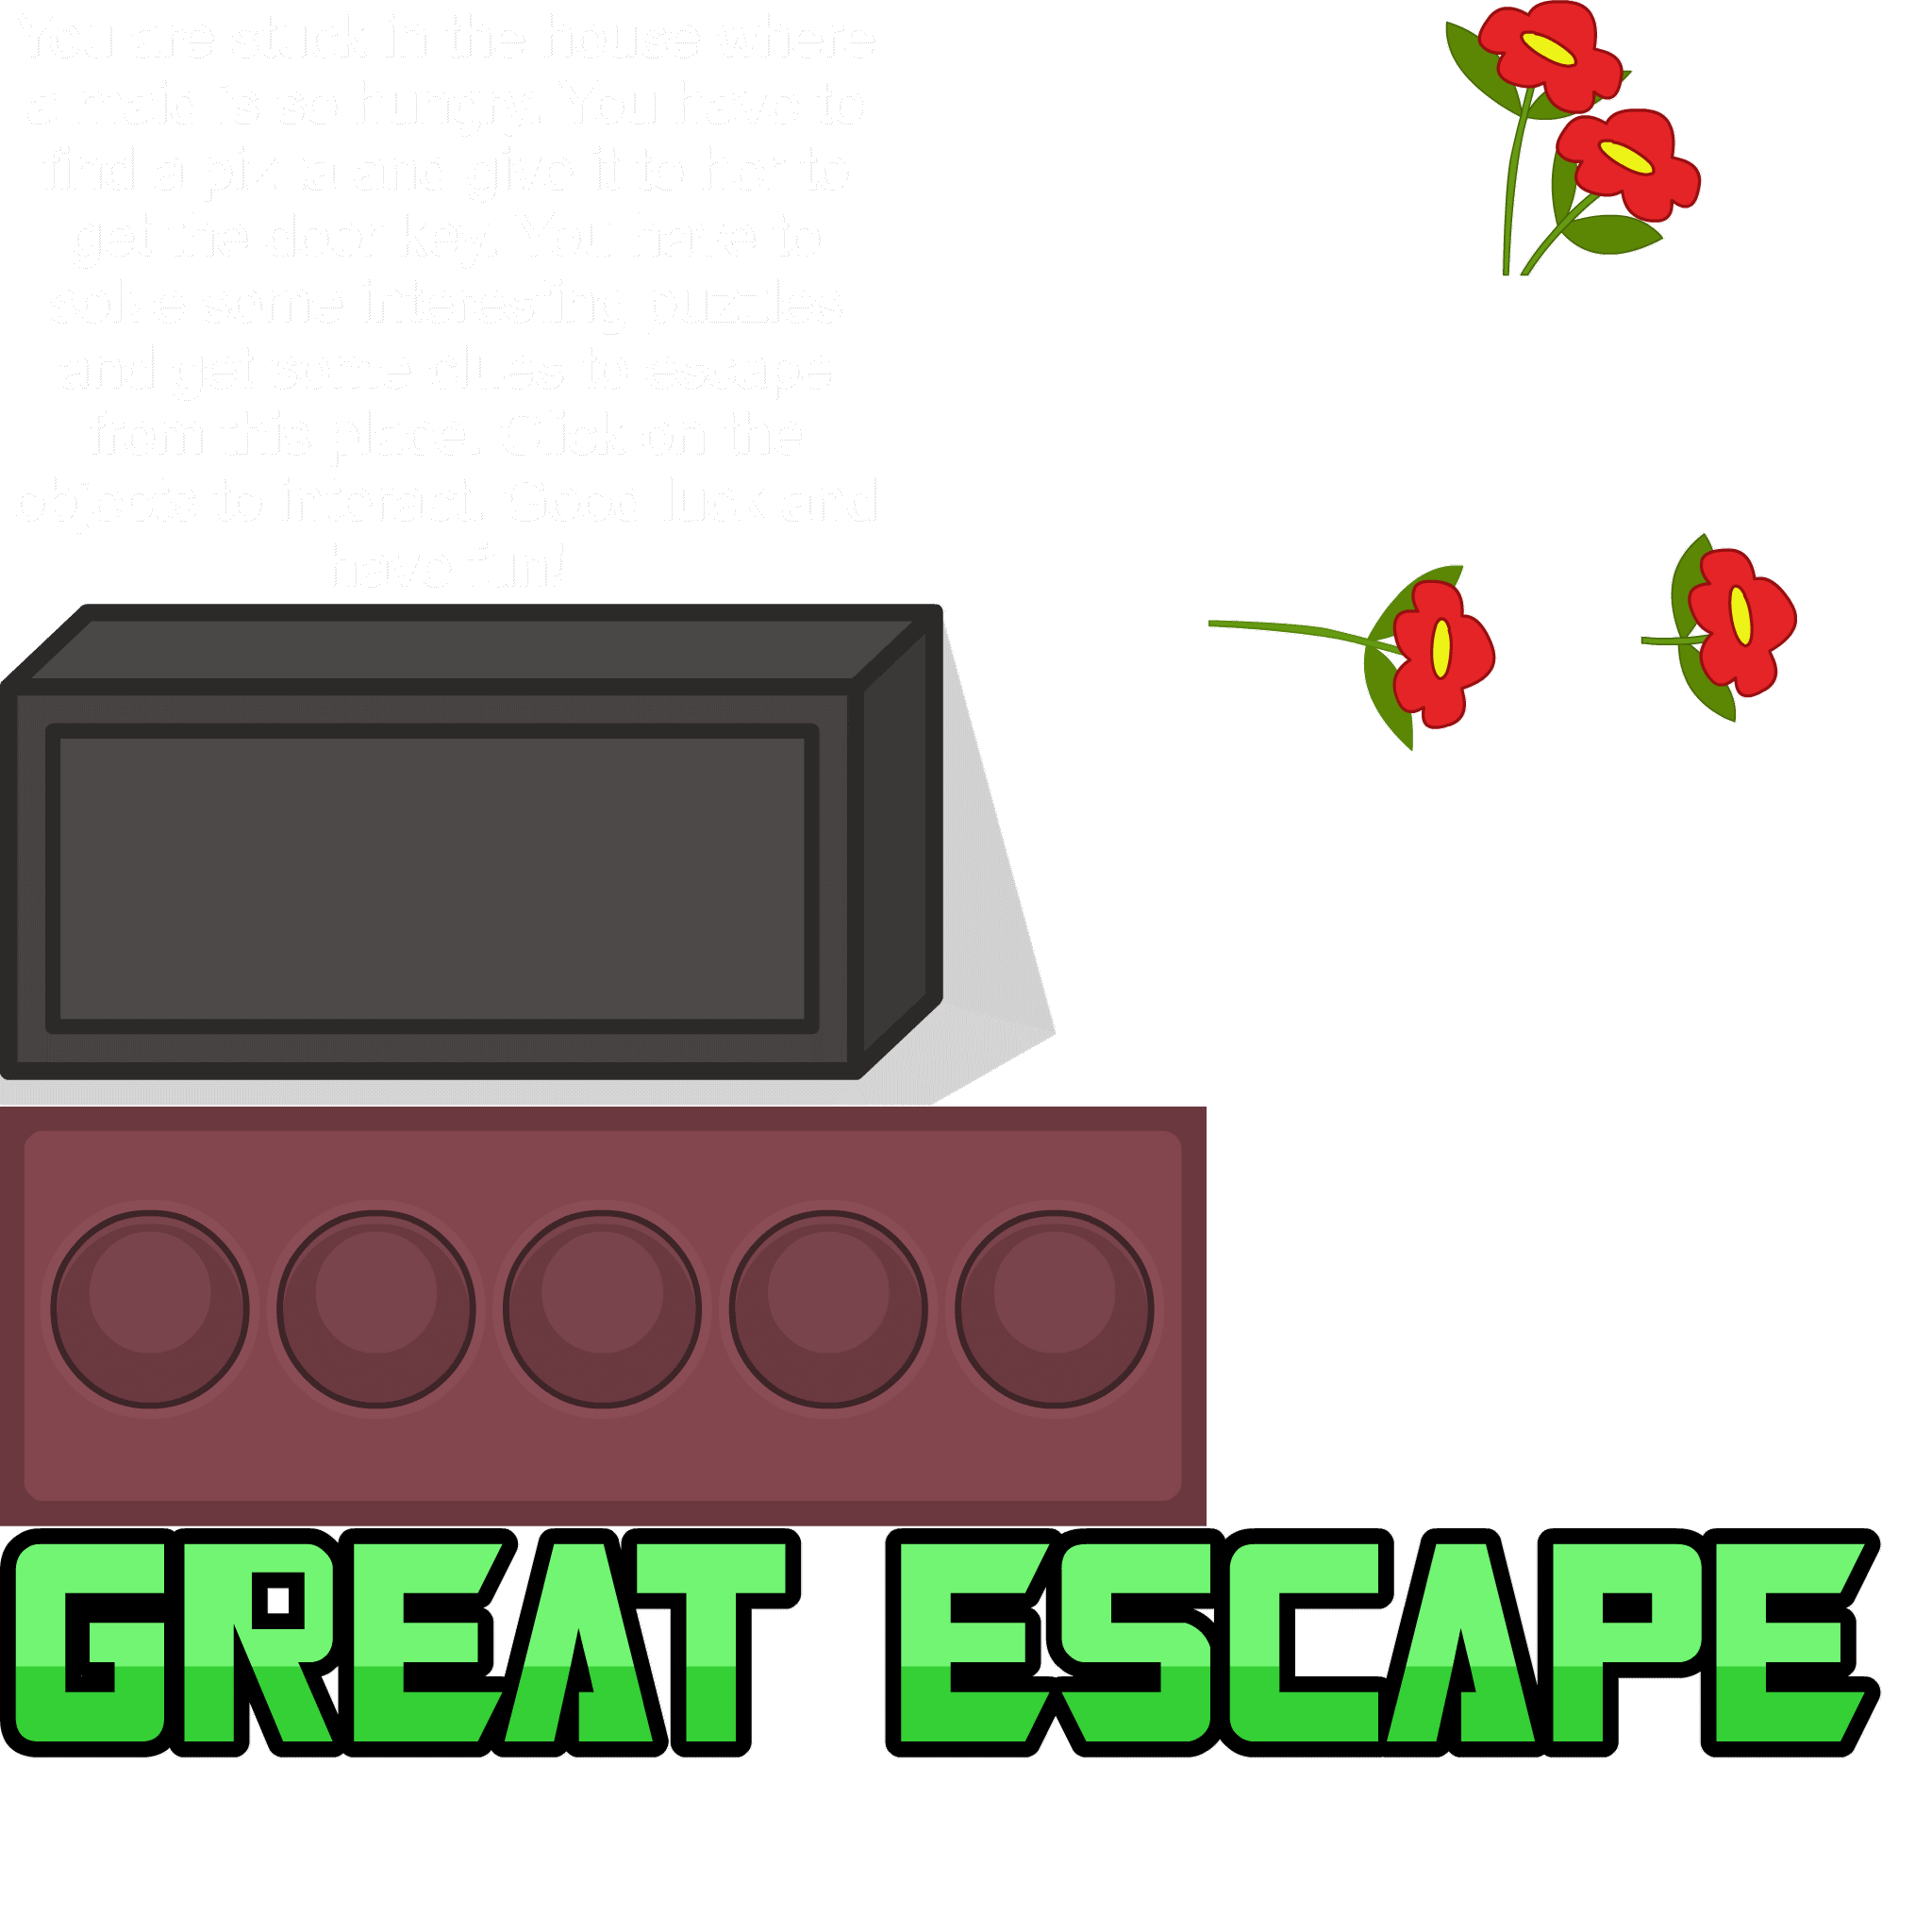 You are stuck in the house where
a maid is so hungry. You have to
find a pizza and give it to her to
get the door key. You have to
solve some interesting puzzles
and get some clues to escape
from this place. Click on the
objects to interact. Good luck and
have fun!
GREAT ESCAPE